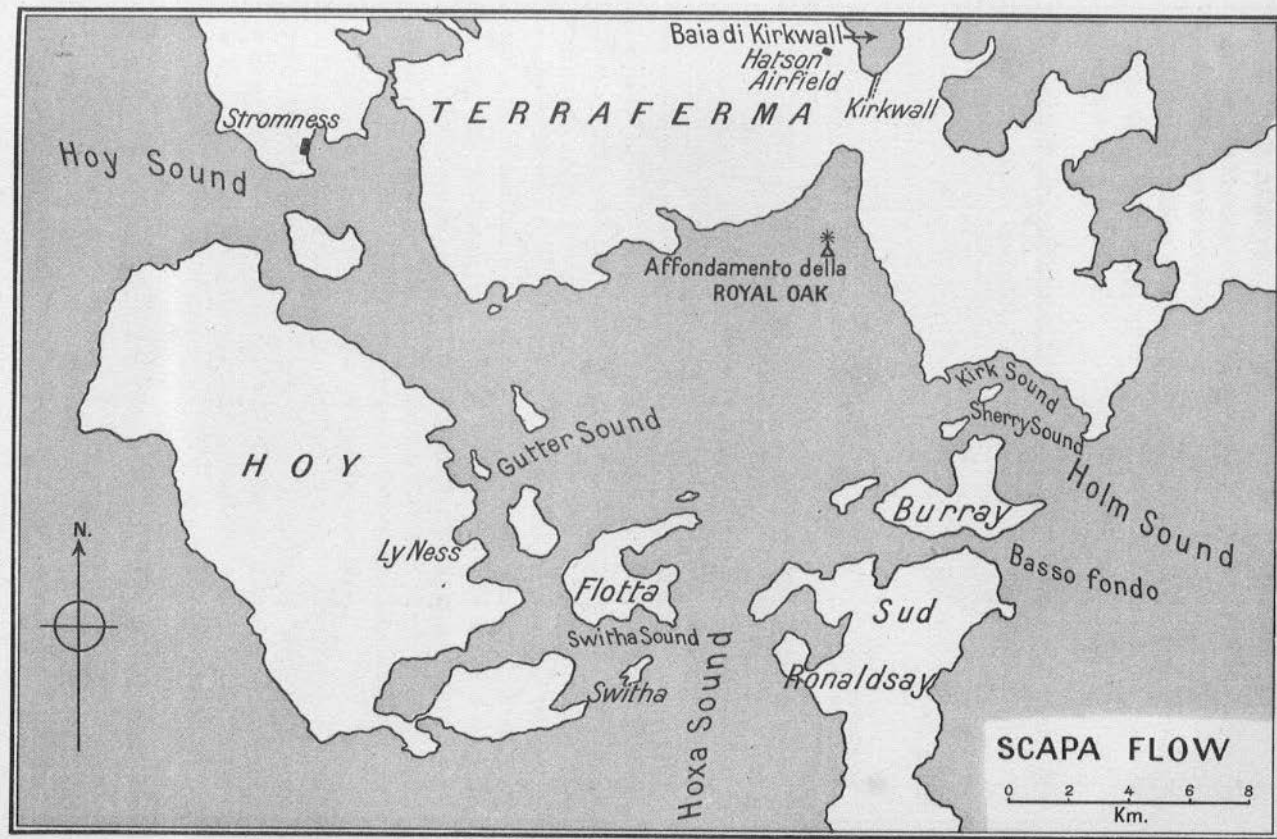 Baia di Kirkwall
Hatson
Airfield
Kirkwall
TERRAFERMA
Stromness
Hoy Sound
Affondamento della
ROYAL OAK
Kirk Sound
Sherry Sound
Holm Sound
Gutter Sound
HOY
Burray
N.
Ly Ness
Flotta
Basso fondo
Sud
Ronaldsay
Switha Sound
Switha
Hoxa Sound
SCAPA FLOW
0 2 4 6 8
Km.